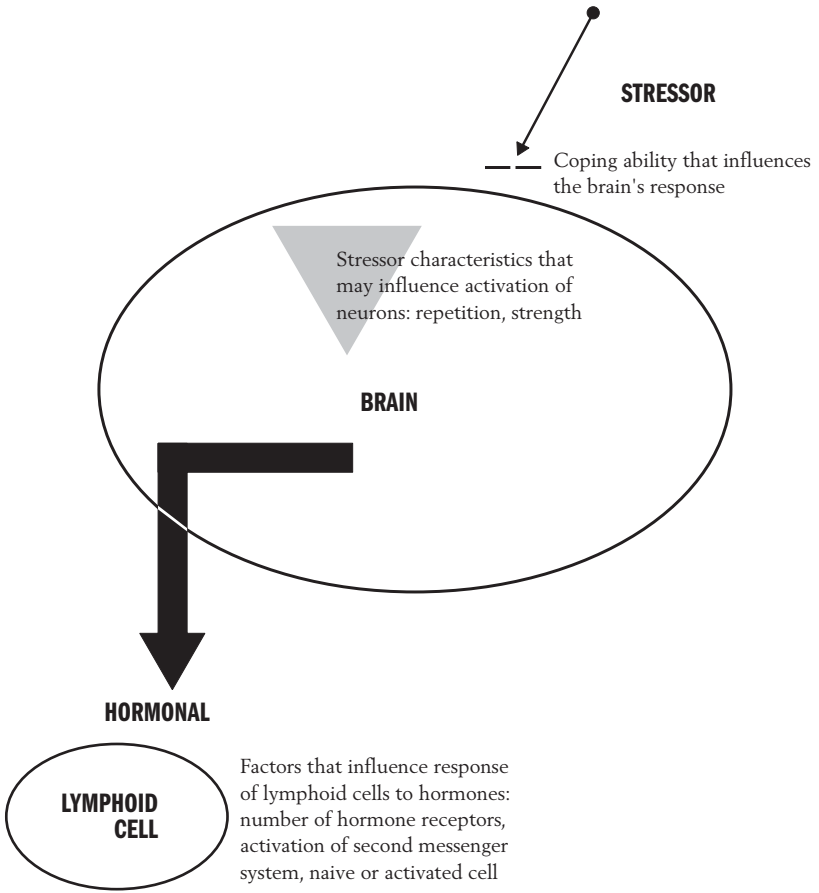 STRESSOR
Coping ability that influences
the brain's response
Stressor characteristics that
may influence activation of
neurons: repetition, strength
BRAIN
HORMONAL
LYMPHOID
CELL
Factors that influence response
of lymphoid cells to hormones:
number of hormone receptors,
activation of second messenger
system, naive or activated cell